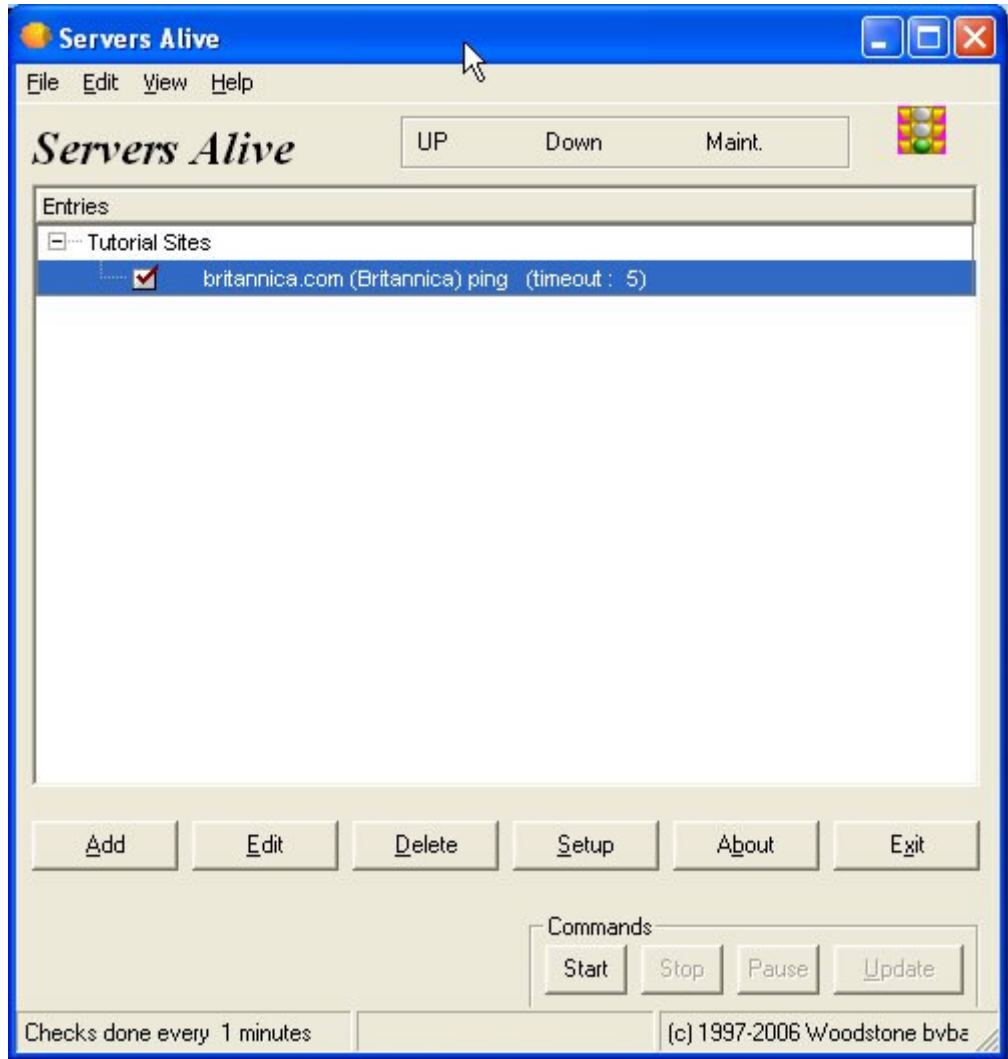 Servers Alive
File Edit View Help
Servers Alive
UP Down Maint.
Entries
Tutorial Sites
britannica.com (Britannica) ping (timeout : 5)
Add Edit Delete Setup About Exit
Commands
Start Stop Pause Update
Checks done every 1 minutes
(c) 1997-2006 Woodstone bvba